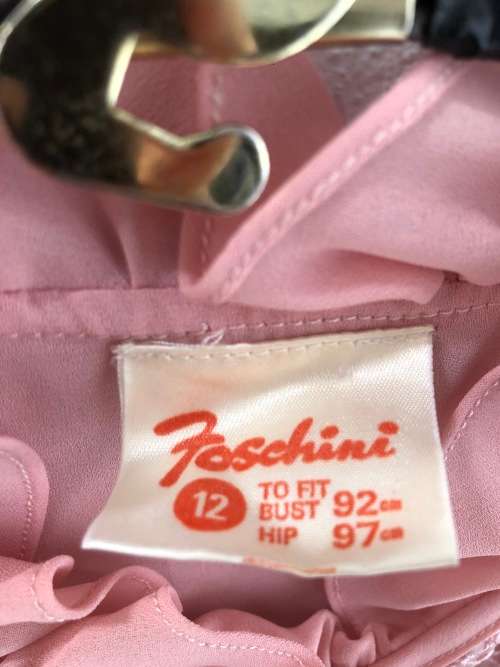 Foschini
12
TO FIT
BUST 92cm
HIP 97cm